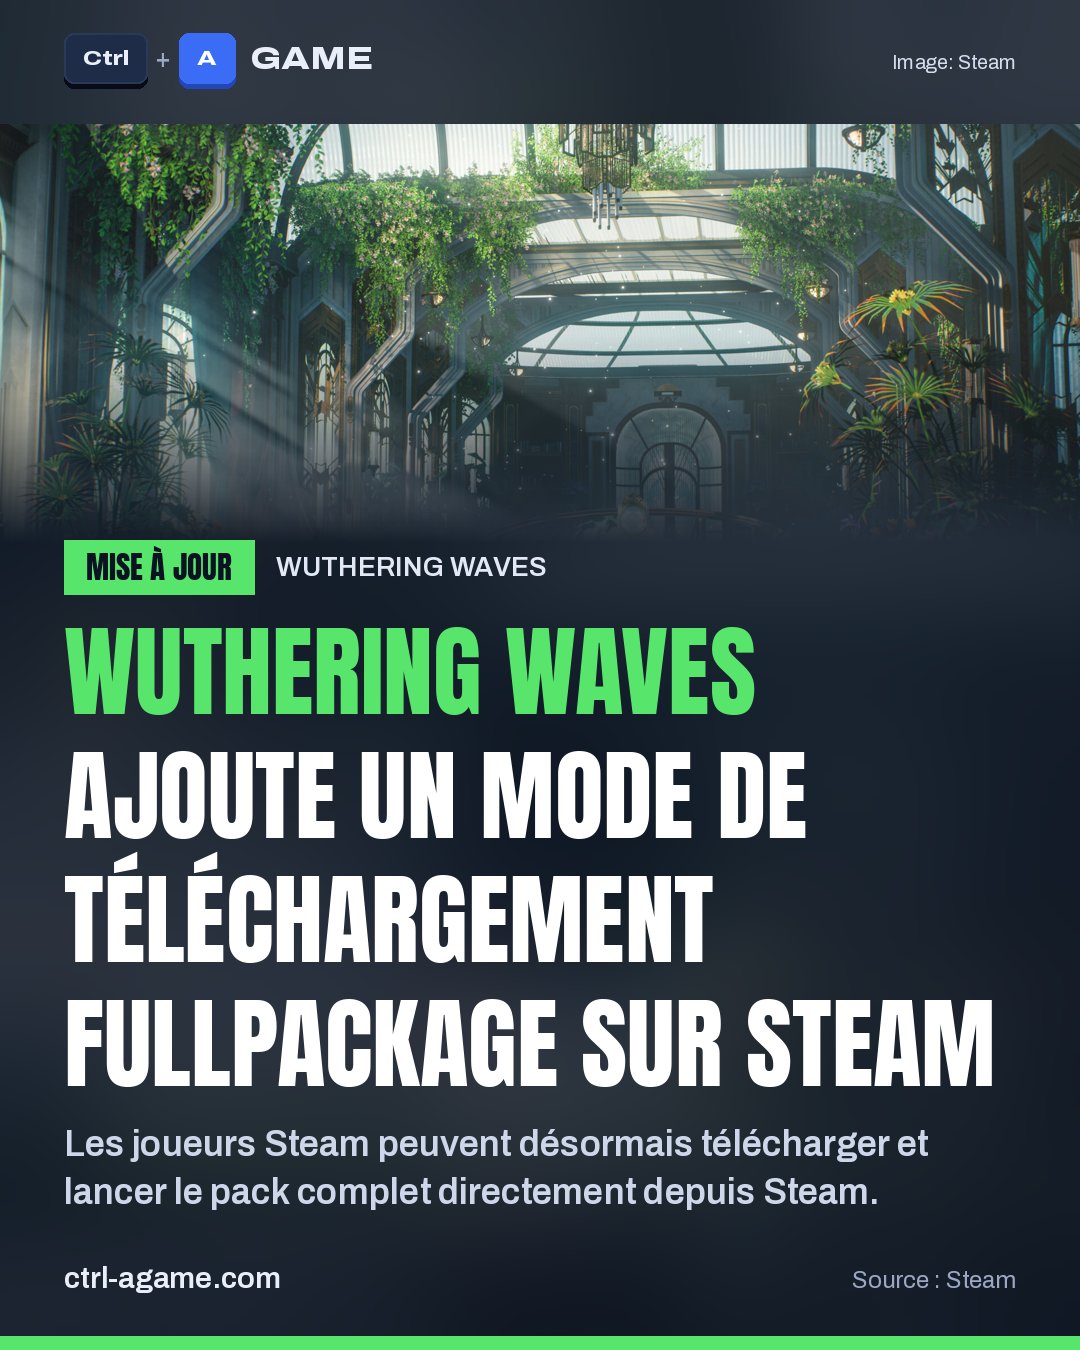 Ctrl + A GAME
Image: Steam
MISE À JOUR WUTHERING WAVES
WUTHERING WAVES
AJOUTE UN MODE DE
TÉLÉCHARGEMENT
FULLPACKAGE SUR STEAM
Les joueurs Steam peuvent désormais télécharger et
lancer le pack complet directement depuis Steam.
ctrl-agame.com
Source : Steam